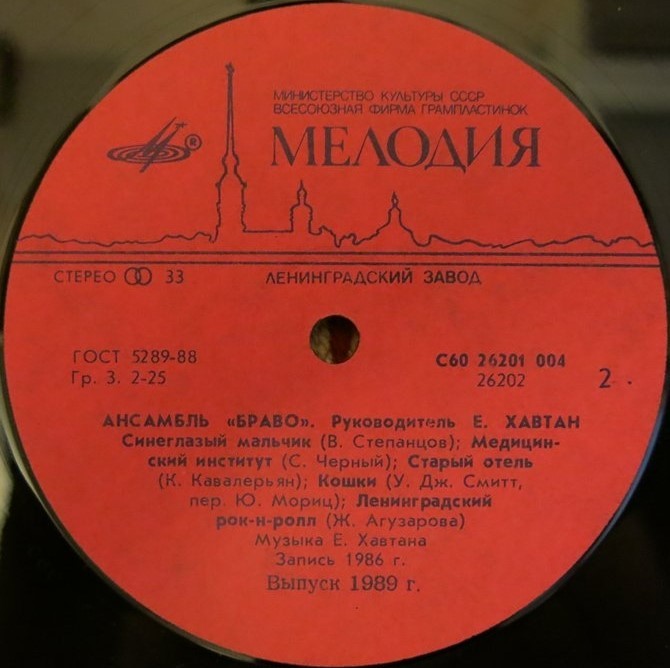 МИНИСТЕРСТВО КУЛЬТУРЫ СССР
ВСЕСОЮЗНАЯ ФИРМА ГРАМПЛАСТИНОК
МЕЛОДИЯ
®
СТЕРЕО 33
ЛЕНИНГРАДСКИЙ ЗАВОД
ГОСТ 5289-88
Гр. 3. 2-25
С60 26201 004
26202
2
АНСАМБЛЬ «БРАВО». Руководитель Е. ХАВТАН
Синеглазый мальчик (В. Степанцов); Медицин-
ский институт (С. Черный); Старый отель
(К. Кавалерьян); Кошки (У. Дж. Смитт,
пер. Ю. Мориц); Ленинградский
рок-н-ролл (Ж. Агузарова)
Музыка Е. Хавтана
Запись 1986 г.
Выпуск 1989 г.